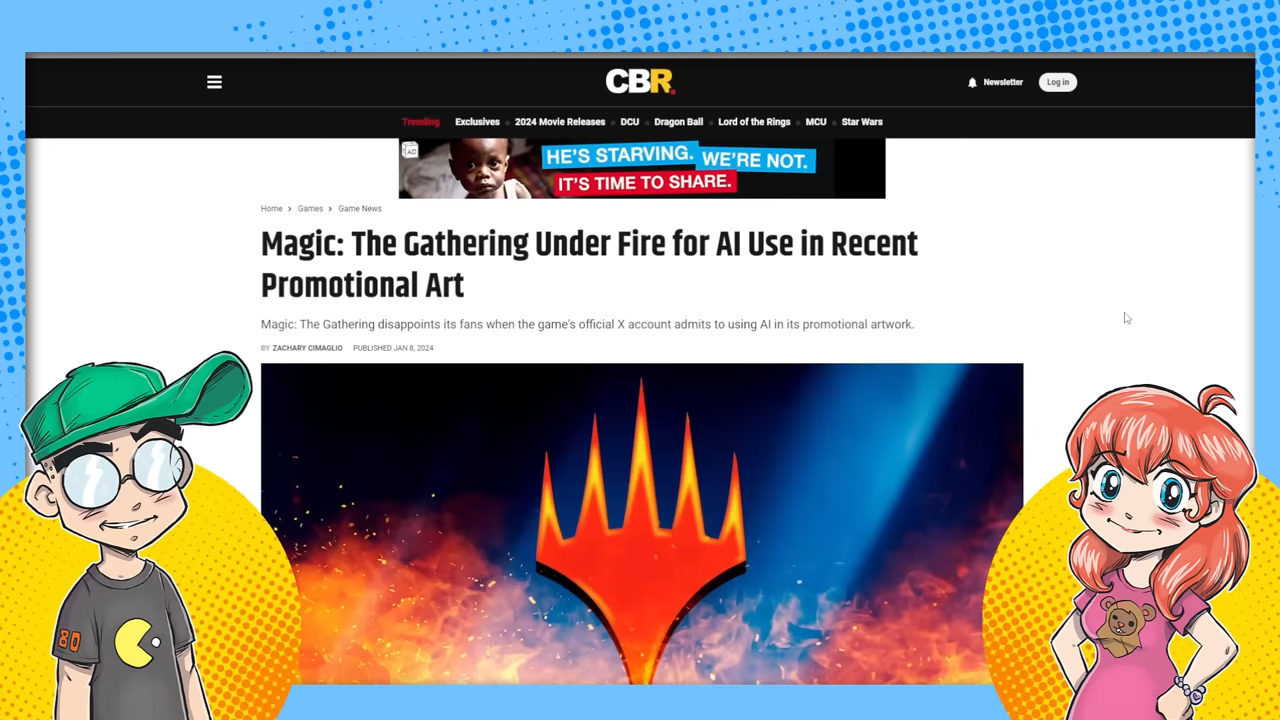 CBR.
Newsletter
Log in
Trending
Exclusives
2024 Movie Releases
DCU
Dragon Ball
Lord of the Rings
MCU
Star Wars
AD
HE'S STARVING. WE'RE NOT.
IT'S TIME TO SHARE.
Home > Games > Game News
Magic: The Gathering Under Fire for AI Use in Recent
Promotional Art
Magic: The Gathering disappoints its fans when the game's official X account admits to using AI in its promotional artwork.
BY ZACHARY CIMAGLIO PUBLISHED JAN 8, 2024
80